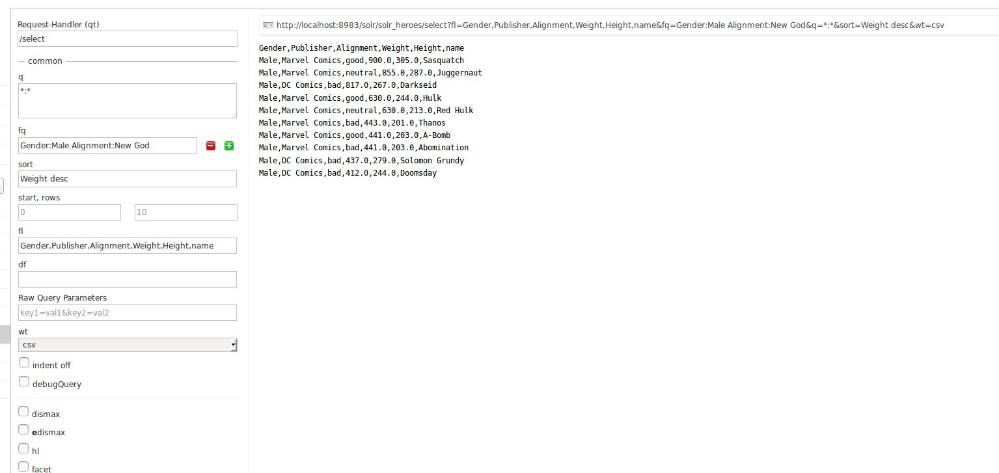 Request-Handler (qt)
/select
common
q
*:*
fq
Gender:Male Alignment:New God
sort
Weight desc
start, rows
0
10
fl
Gender,Publisher,Alignment,Weight,Height,name
df
Raw Query Parameters
key1=val1&key2=val2
wt
csv
indent off
debugQuery
dismax
edismax
hl
facet
http://localhost:8983/solr/solr_heroes/select?fl=Gender,Publisher,Alignment,Weight,Height,name&fq=Gender:Male Alignment:New God&q=*:*&sort=Weight desc&wt=csv
Gender,Publisher,Alignment,Weight,Height,name
Male,Marvel Comics,good,900.0,305.0,Sasquatch
Male,Marvel Comics,neutral,855.0,287.0,Juggernaut
Male,DC Comics,bad,817.0,267.0,Darkseid
Male,Marvel Comics,good,630.0,244.0,Hulk
Male,Marvel Comics,neutral,630.0,213.0,Red Hulk
Male,Marvel Comics,bad,443.0,201.0,Thanos
Male,Marvel Comics,good,441.0,203.0,A-Bomb
Male,Marvel Comics,bad,441.0,203.0,Abomination
Male,DC Comics,bad,437.0,279.0,Solomon Grundy
Male,DC Comics,bad,412.0,244.0,Doomsday